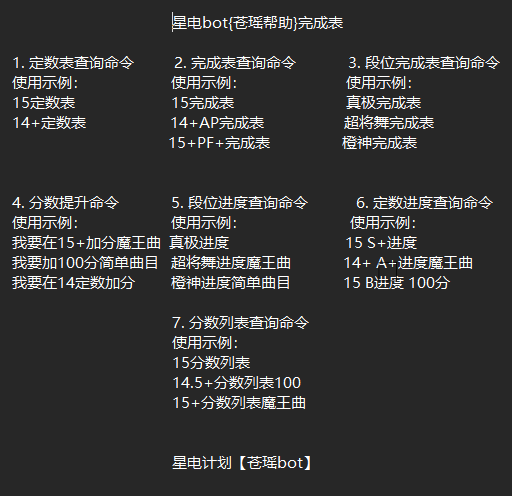 星电bot{苍瑶帮助}完成表
1. 定数表查询命令
使用示例:
15定数表
14+定数表
2. 完成表查询命令
使用示例:
15完成表
14+AP完成表
15+PF+完成表
3. 段位完成表查询命令
使用示例:
真极完成表
超将舞完成表
橙神完成表
4. 分数提升命令
使用示例:
我要在15+加分魔王曲
我要加100分简单曲目
我要在14定数加分
5. 段位进度查询命令
使用示例:
真极进度
超将舞进度魔王曲
橙神进度简单曲目
6. 定数进度查询命令
使用示例:
15 S+进度
14+ A+进度魔王曲
15 B进度 100分
7. 分数列表查询命令
使用示例:
15分数列表
14.5+分数列表100
15+分数列表魔王曲
星电计划【苍瑶bot】